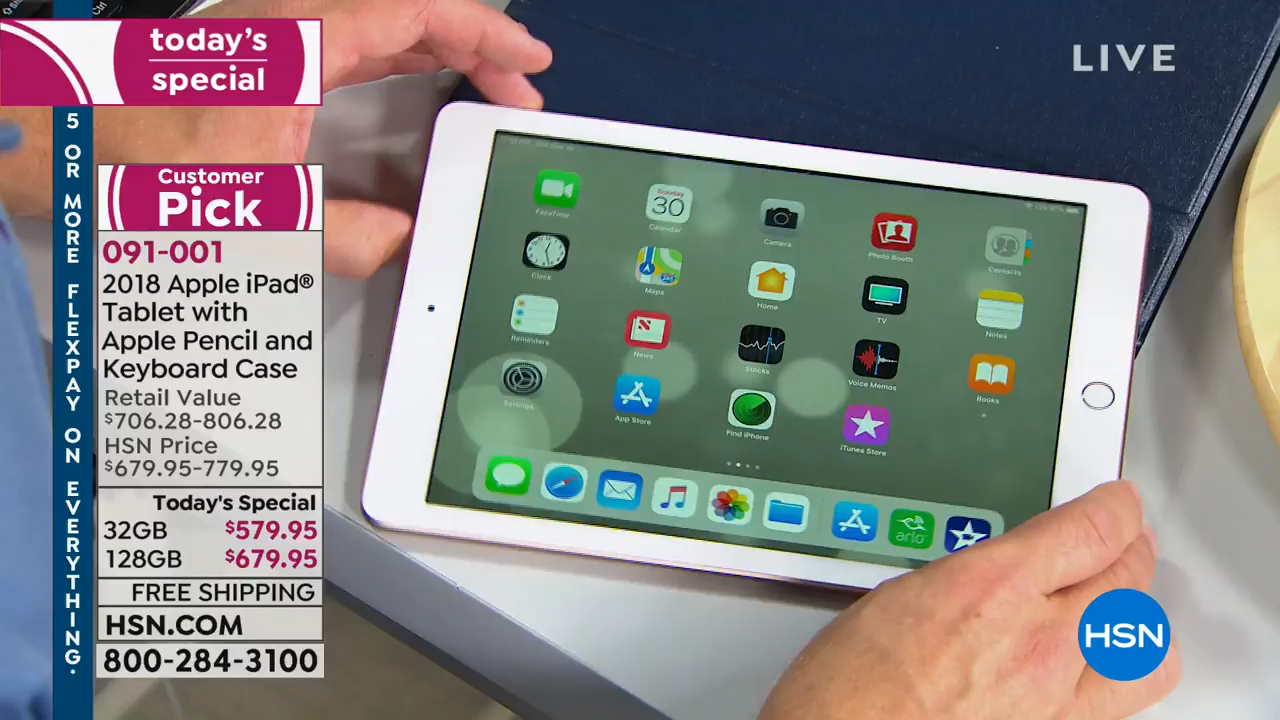 Ctrl
today's
special
LIVE
5 OR MORE FLEXPAY ON EVERYTHING.
Customer
Pick
091-001
2018 Apple iPad®
Tablet with
Apple Pencil and
Keyboard Case
Retail Value
$706.28-806.28
HSN Price
$679.95-779.95
Today's Special
32GB $579.95
128GB $679.95
FREE SHIPPING
HSN.COM
800-284-3100
FaceTime
Sunday
30
Calendar
Camera
Photo Booth
Contacts
Clock
Maps
Home
TV
Notes
Reminders
News
Stocks
Voice Memos
Books
Settings
App Store
Find iPhone
iTunes Store
arlo
HSN